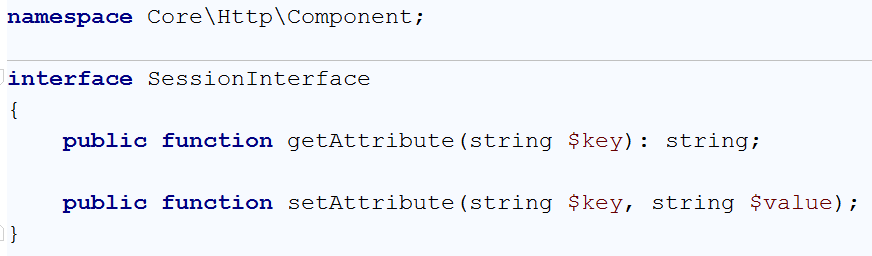 namespace Core\Http\Component;
interface SessionInterface
{
    public function getAttribute(string $key): string;
    public function setAttribute(string $key, string $value);
}